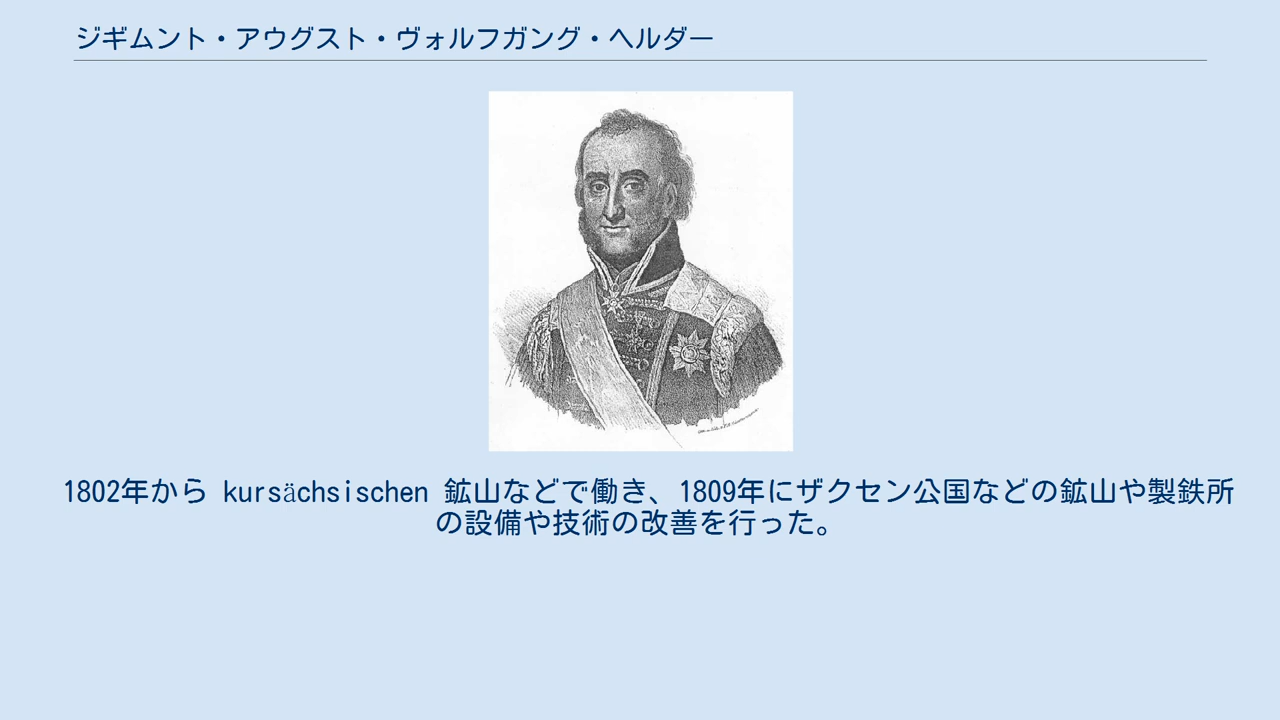 ジギムント・アウグスト・ヴォルフガング・ヘルダー
1802年から kursächsischen 鉱山などで働き、1809年にザクセン公国などの鉱山や製鉄所
の設備や技術の改善を行った。